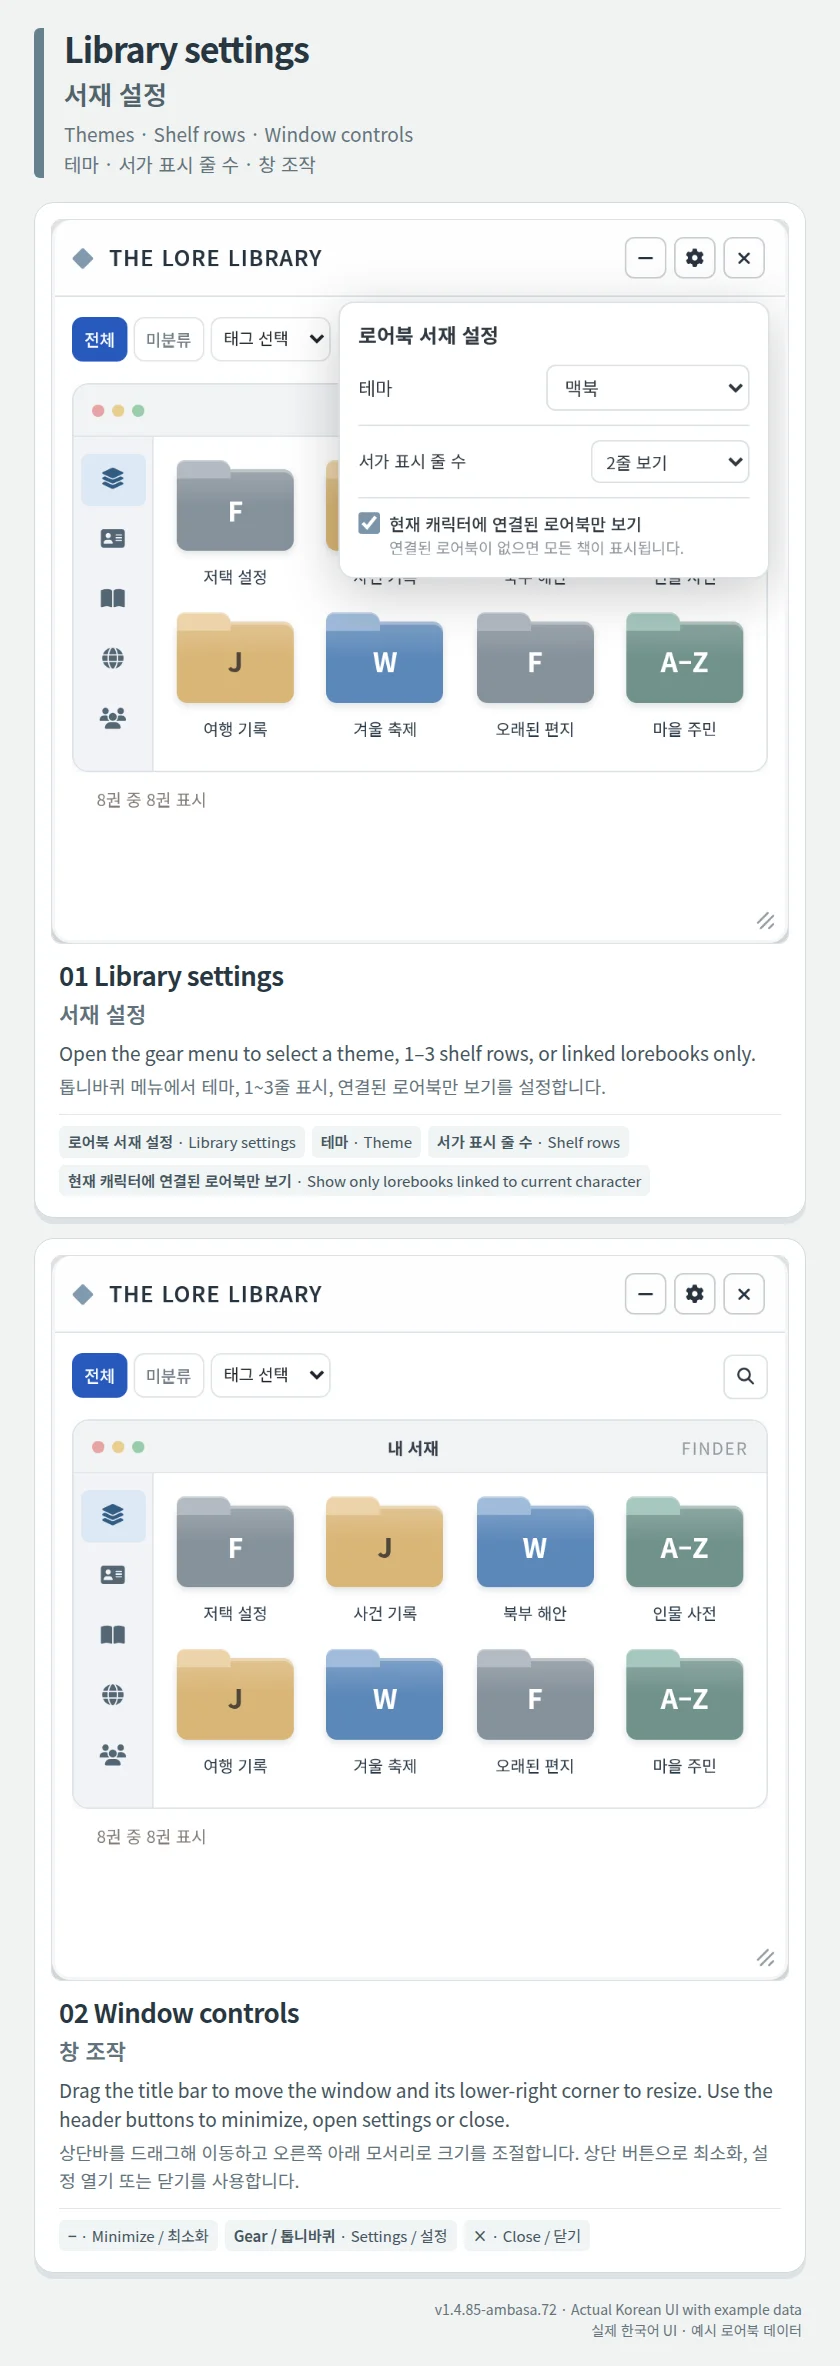 Library settings
서재 설정
Themes · Shelf rows · Window controls
테마 · 서가 표시 줄 수 · 창 조작
THE LORE LIBRARY
전체
미분류
태그 선택
로어북 서재 설정
테마
맥북
서가 표시 줄 수
2줄 보기
현재 캐릭터에 연결된 로어북만 보기
연결된 로어북이 없으면 모든 책이 표시됩니다.
F
저택 설정
J
W
F
A–Z
여행 기록
겨울 축제
오래된 편지
마을 주민
8권 중 8권 표시
01 Library settings
서재 설정
Open the gear menu to select a theme, 1–3 shelf rows, or linked lorebooks only.
톱니바퀴 메뉴에서 테마, 1~3줄 표시, 연결된 로어북만 보기를 설정합니다.
로어북 서재 설정 · Library settings
테마 · Theme
서가 표시 줄 수 · Shelf rows
현재 캐릭터에 연결된 로어북만 보기 · Show only lorebooks linked to current character
THE LORE LIBRARY
전체
미분류
태그 선택
내 서재
FINDER
F
J
W
A–Z
저택 설정
사건 기록
북부 해안
인물 사전
J
W
F
A–Z
여행 기록
겨울 축제
오래된 편지
마을 주민
8권 중 8권 표시
02 Window controls
창 조작
Drag the title bar to move the window and its lower-right corner to resize. Use the
header buttons to minimize, open settings or close.
상단바를 드래그해 이동하고 오른쪽 아래 모서리로 크기를 조절합니다. 상단 버튼으로 최소화, 설
정 열기 또는 닫기를 사용합니다.
− · Minimize / 최소화
Gear / 톱니바퀴 · Settings / 설정
× · Close / 닫기
v1.4.85-ambasa.72 · Actual Korean UI with example data
실제 한국어 UI · 예시 로어북 데이터